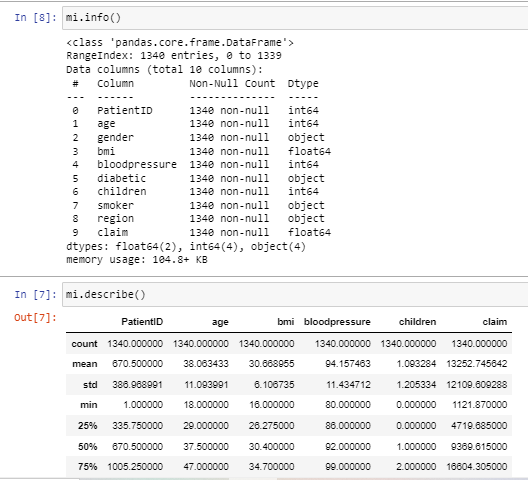 In [8]: mi.info()
<class 'pandas.core.frame.DataFrame'>
RangeIndex: 1340 entries, 0 to 1339
Data columns (total 10 columns):
 #   Column         Non-Null Count  Dtype
---  ------         --------------  -----
 0   PatientID      1340 non-null   int64
 1   age            1340 non-null   int64
 2   gender         1340 non-null   object
 3   bmi            1340 non-null   float64
 4   bloodpressure  1340 non-null   int64
 5   diabetic       1340 non-null   object
 6   children       1340 non-null   int64
 7   smoker         1340 non-null   object
 8   region         1340 non-null   object
 9   claim          1340 non-null   float64
dtypes: float64(2), int64(4), object(4)
memory usage: 104.8+ KB
In [7]: mi.describe()
Out[7]:
PatientID age bmi bloodpressure children claim
count 1340.000000 1340.000000 1340.000000 1340.000000 1340.000000 1340.000000
mean 670.500000 38.063433 30.668955 94.157463 1.093284 13252.745642
std 386.968991 11.093991 6.106735 11.434712 1.205334 12109.609288
min 1.000000 18.000000 16.000000 80.000000 0.000000 1121.870000
25% 335.750000 29.000000 26.275000 86.000000 0.000000 4719.685000
50% 670.500000 37.500000 30.400000 92.000000 1.000000 9369.615000
75% 1005.250000 47.000000 34.700000 99.000000 2.000000 16604.305000